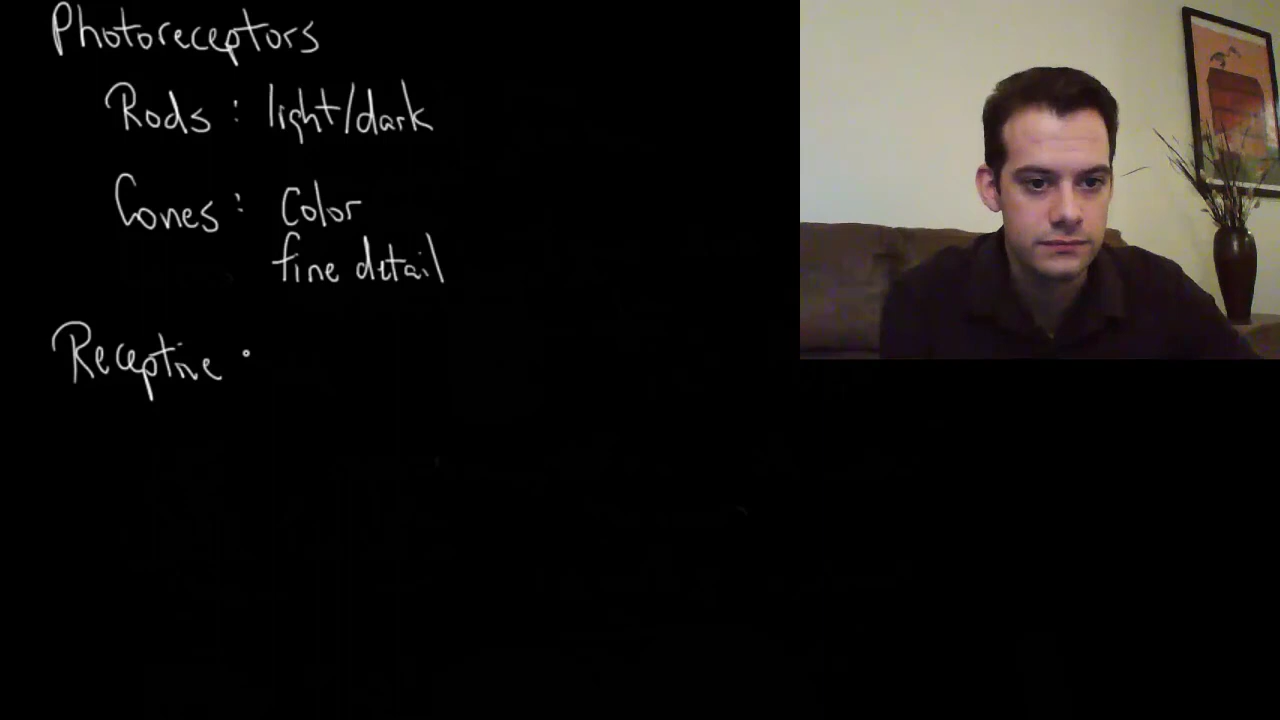 Photoreceptors
Rods : light/dark
Cones : Color
fine detail
Receptive